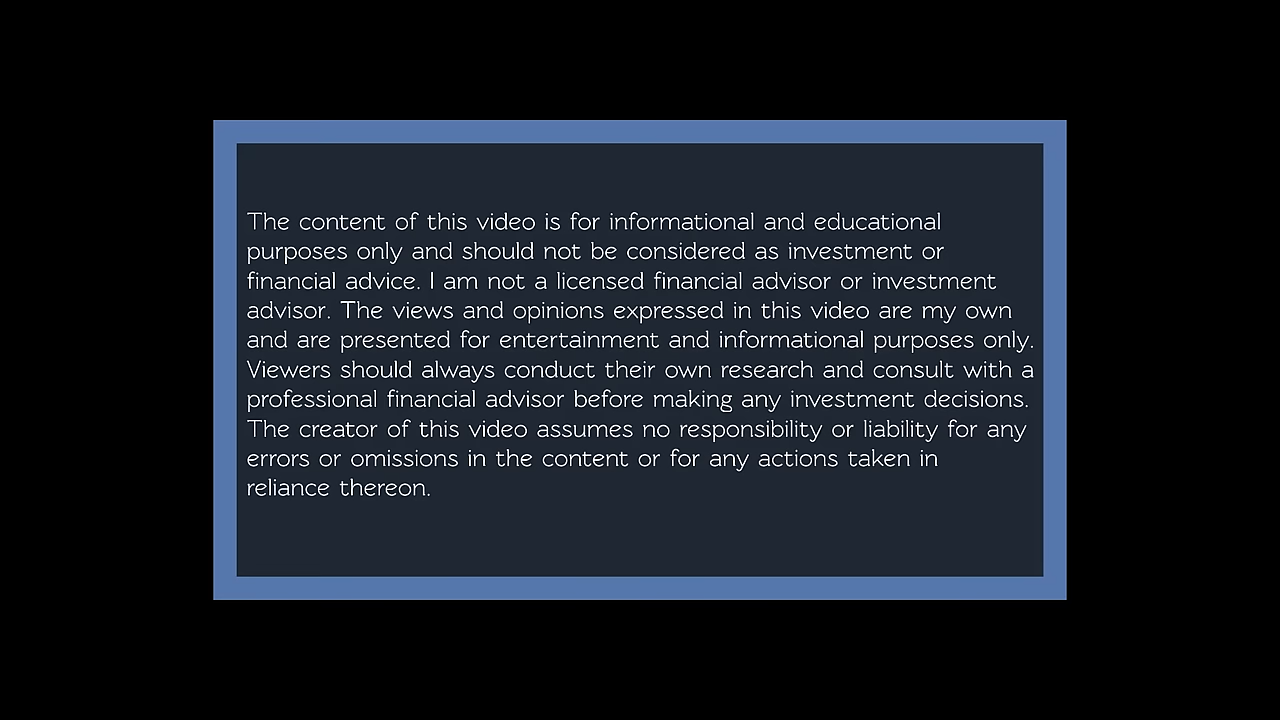 The content of this video is for informational and educational
purposes only and should not be considered as investment or
financial advice. I am not a licensed financial advisor or investment
advisor. The views and opinions expressed in this video are my own
and are presented for entertainment and informational purposes only.
Viewers should always conduct their own research and consult with a
professional financial advisor before making any investment decisions.
The creator of this video assumes no responsibility or liability for any
errors or omissions in the content or for any actions taken in
reliance thereon.